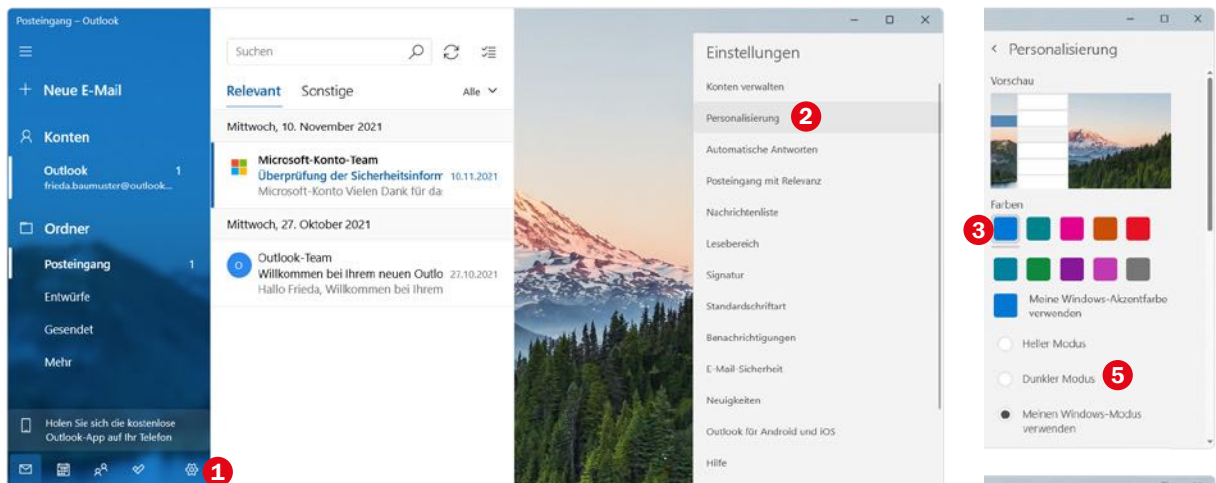 Posteingang – Outlook
Neue E-Mail
Konten
Outlook 1
frieda.baumuster@outlook...
Ordner
Posteingang 1
Entwürfe
Gesendet
Mehr
Holen Sie sich die kostenlose
Outlook-App auf Ihr Telefon
1
Suchen
Relevant Sonstige Alle
Mittwoch, 10. November 2021
Microsoft-Konto-Team
Überprüfung der Sicherheitsinform 10.11.2021
Microsoft-Konto Vielen Dank für da
Mittwoch, 27. Oktober 2021
O
Outlook-Team
Willkommen bei Ihrem neuen Outlo 27.10.2021
Hallo Frieda, Willkommen bei Ihrem
Einstellungen
Konten verwalten
Personalisierung 2
Automatische Antworten
Posteingang mit Relevanz
Nachrichtenliste
Lesebereich
Signatur
Standardschriftart
Benachrichtigungen
E-Mail-Sicherheit
Neuigkeiten
Outlook für Android und iOS
Hilfe
Personalisierung
Vorschau
Farben
3
Meine Windows-Akzentfarbe
verwenden
Heller Modus
Dunkler Modus 5
Meinen Windows-Modus
verwenden